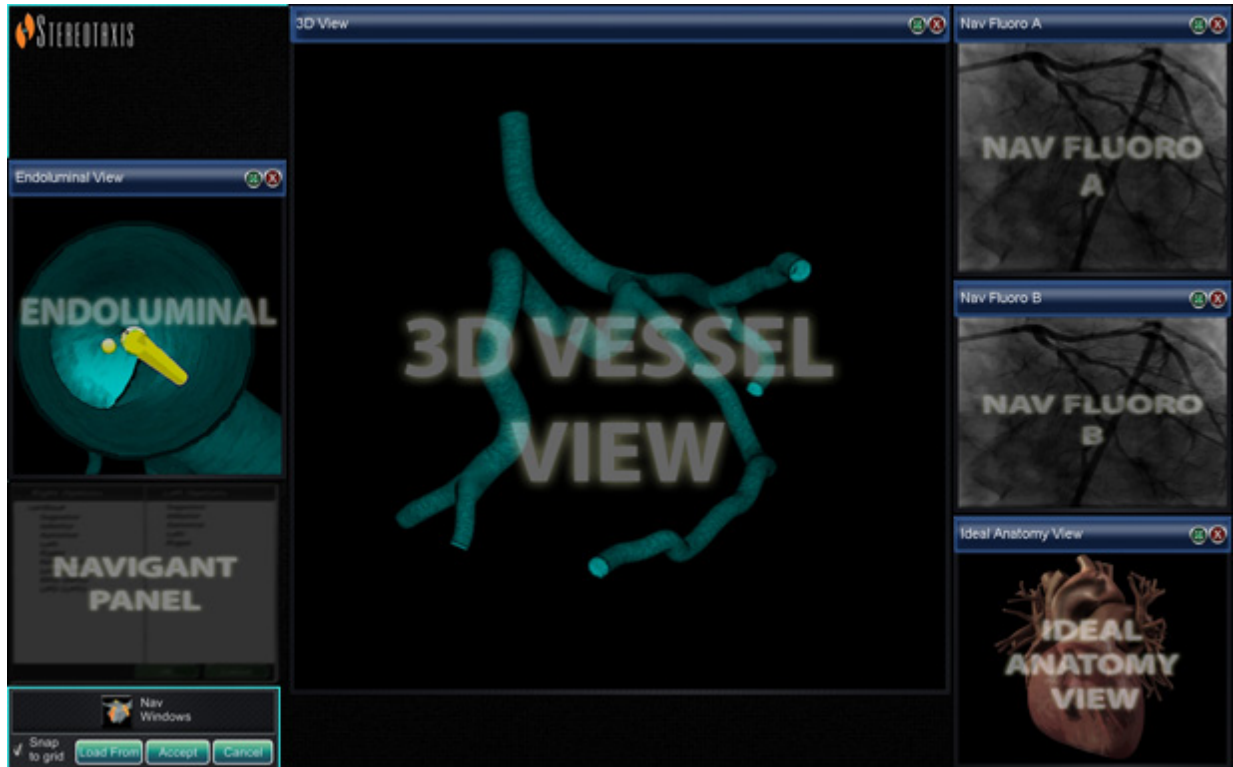 STEREOTAXIS
3D View
Nav Fluoro A
NAV FLUORO
A
Endoluminal View
ENDOLUMINAL
3D VESSEL
VIEW
Nav Fluoro B
NAV FLUORO
B
NAVIGANT
PANEL
Ideal Anatomy View
IDEAL
ANATOMY
VIEW
Nav
Windows
Snap
to grid
Load From
Accept
Cancel